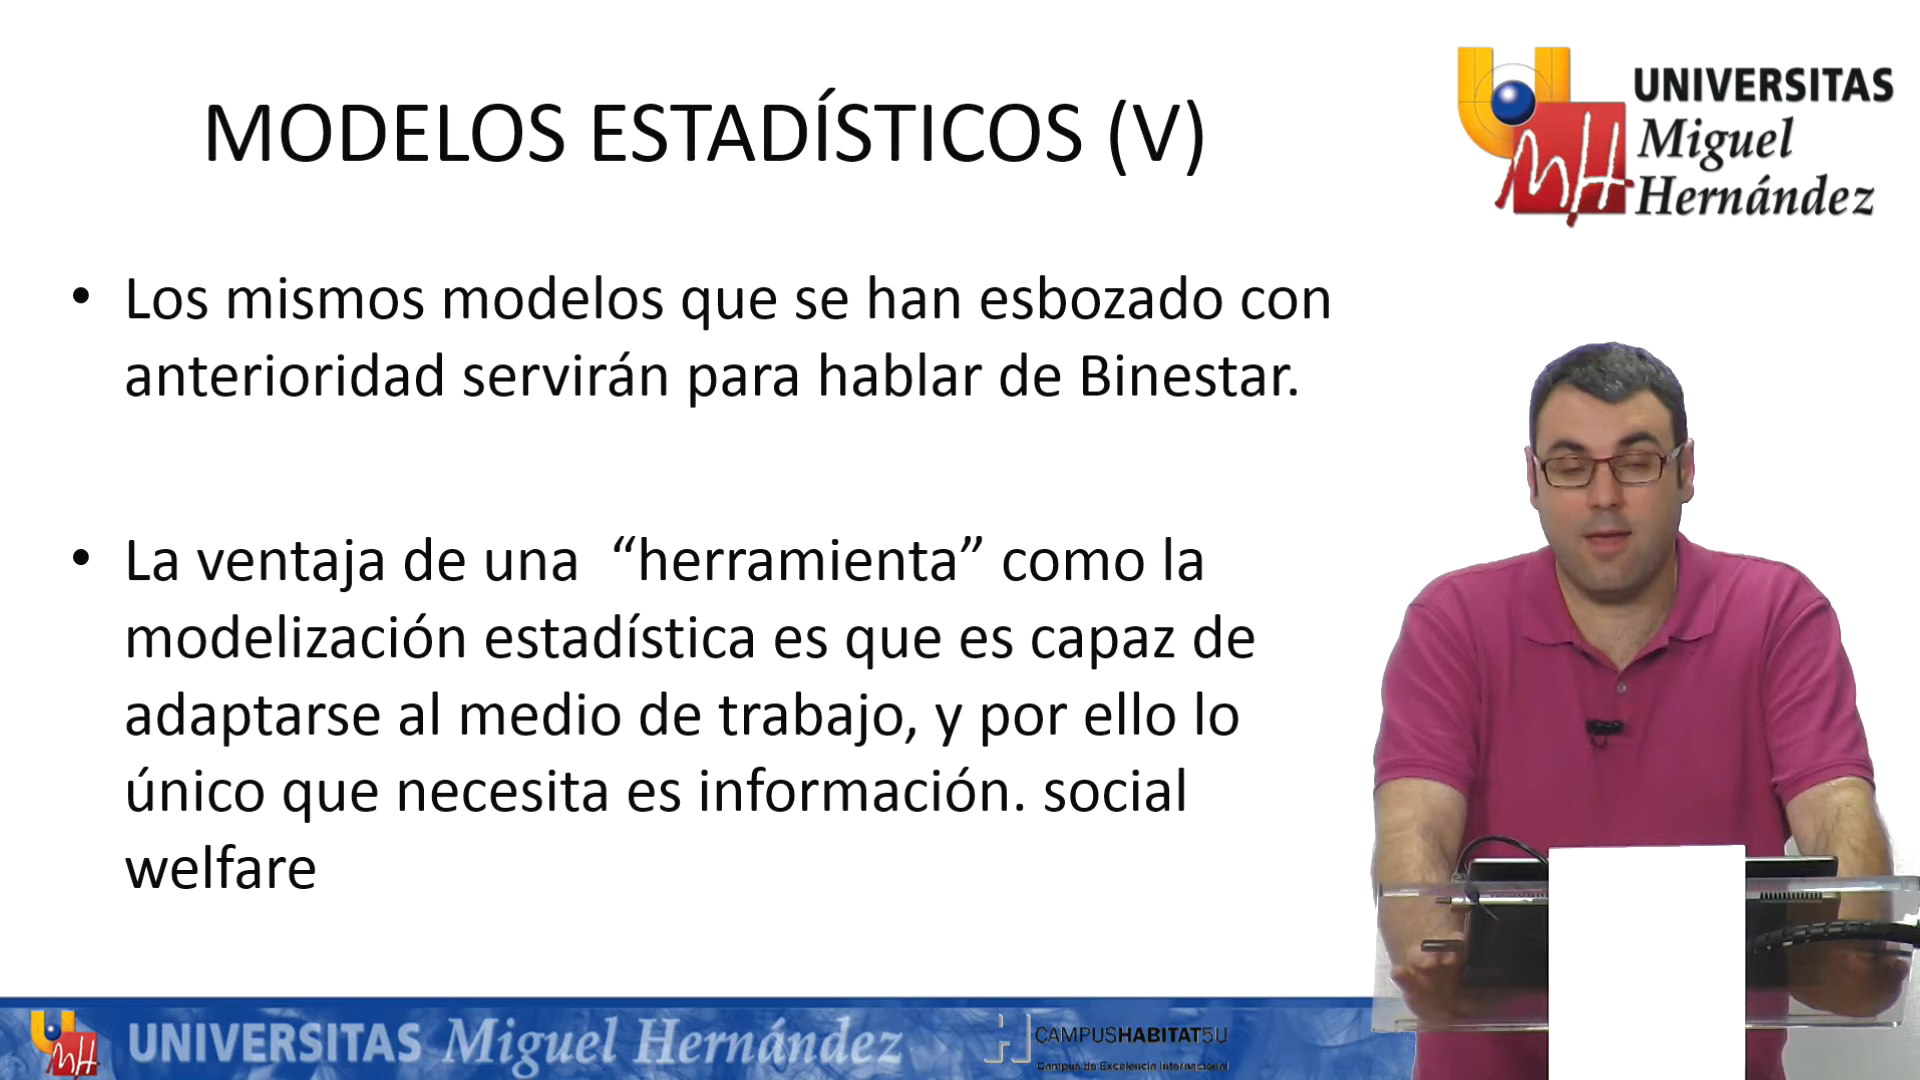 MODELOS ESTADÍSTICOS (V)
UNIVERSITAS
Miguel
Hernández
• Los mismos modelos que se han esbozado con
anterioridad servirán para hablar de Binestar.
• La ventaja de una “herramienta” como la
modelización estadística es que es capaz de
adaptarse al medio de trabajo, y por ello lo
único que necesita es información. social
welfare
UNIVERSITAS Miguel Hernández
CAMPUSHABITAT5U
Campus de Excelencia Internacional